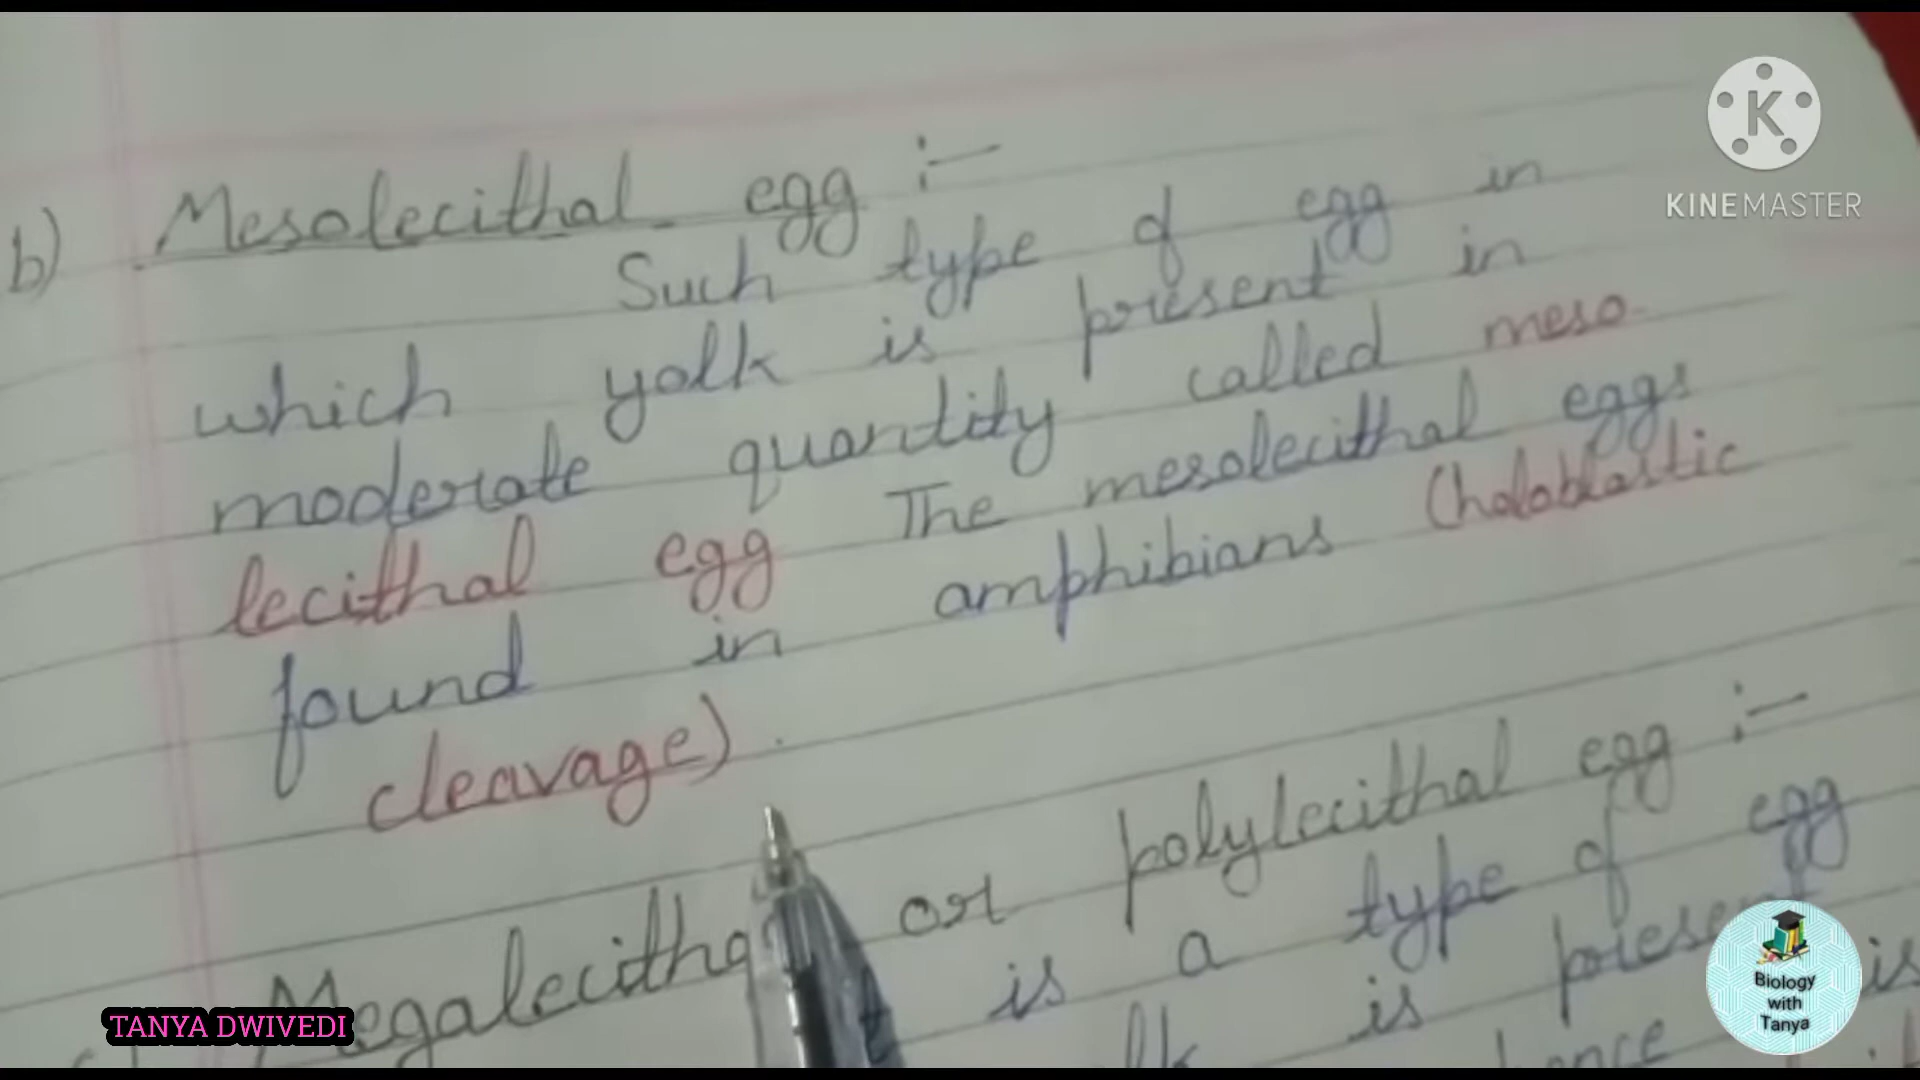 b) Mesolecithal egg :-
Such type of egg in
which yolk is present in
moderate quantity called meso-
lecithal egg The mesolecithal eggs
found in amphibians (holoblastic
cleavage).
Megalecitha or polylecithal egg :-
is a type of egg
is present is
KINEMASTER
TANYA DWIVEDI
Biology
with
Tanya